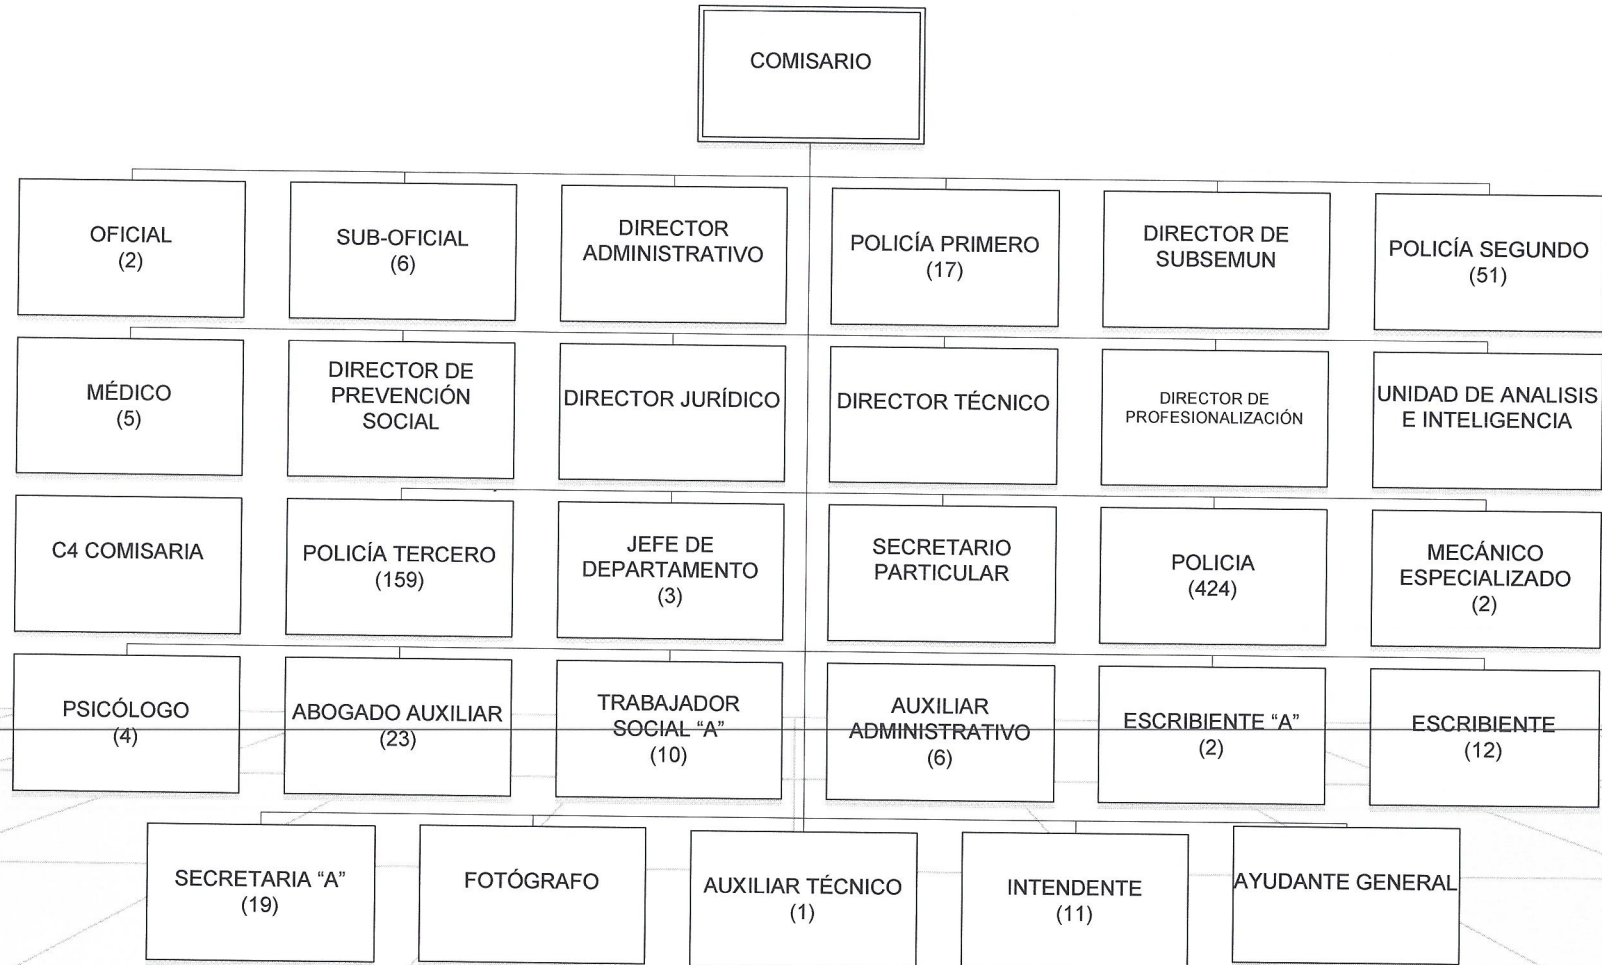 COMISARIO
OFICIAL
(2)
SUB-OFICIAL
(6)
DIRECTOR
ADMINISTRATIVO
POLICÍA PRIMERO
(17)
DIRECTOR DE
SUBSEMUN
POLICÍA SEGUNDO
(51)
MÉDICO
(5)
DIRECTOR DE
PREVENCIÓN
SOCIAL
DIRECTOR JURÍDICO
DIRECTOR TÉCNICO
DIRECTOR DE
PROFESIONALIZACIÓN
UNIDAD DE ANALISIS
E INTELIGENCIA
C4 COMISARIA
POLICÍA TERCERO
(159)
JEFE DE
DEPARTAMENTO
(3)
SECRETARIO
PARTICULAR
POLICIA
(424)
MECÁNICO
ESPECIALIZADO
(2)
PSICÓLOGO
(4)
ABOGADO AUXILIAR
(23)
TRABAJADOR
SOCIAL “A”
(10)
AUXILIAR
ADMINISTRATIVO
(6)
ESCRIBIENTE “A”
(2)
ESCRIBIENTE
(12)
SECRETARIA “A”
(19)
FOTÓGRAFO
AUXILIAR TÉCNICO
(1)
INTENDENTE
(11)
AYUDANTE GENERAL